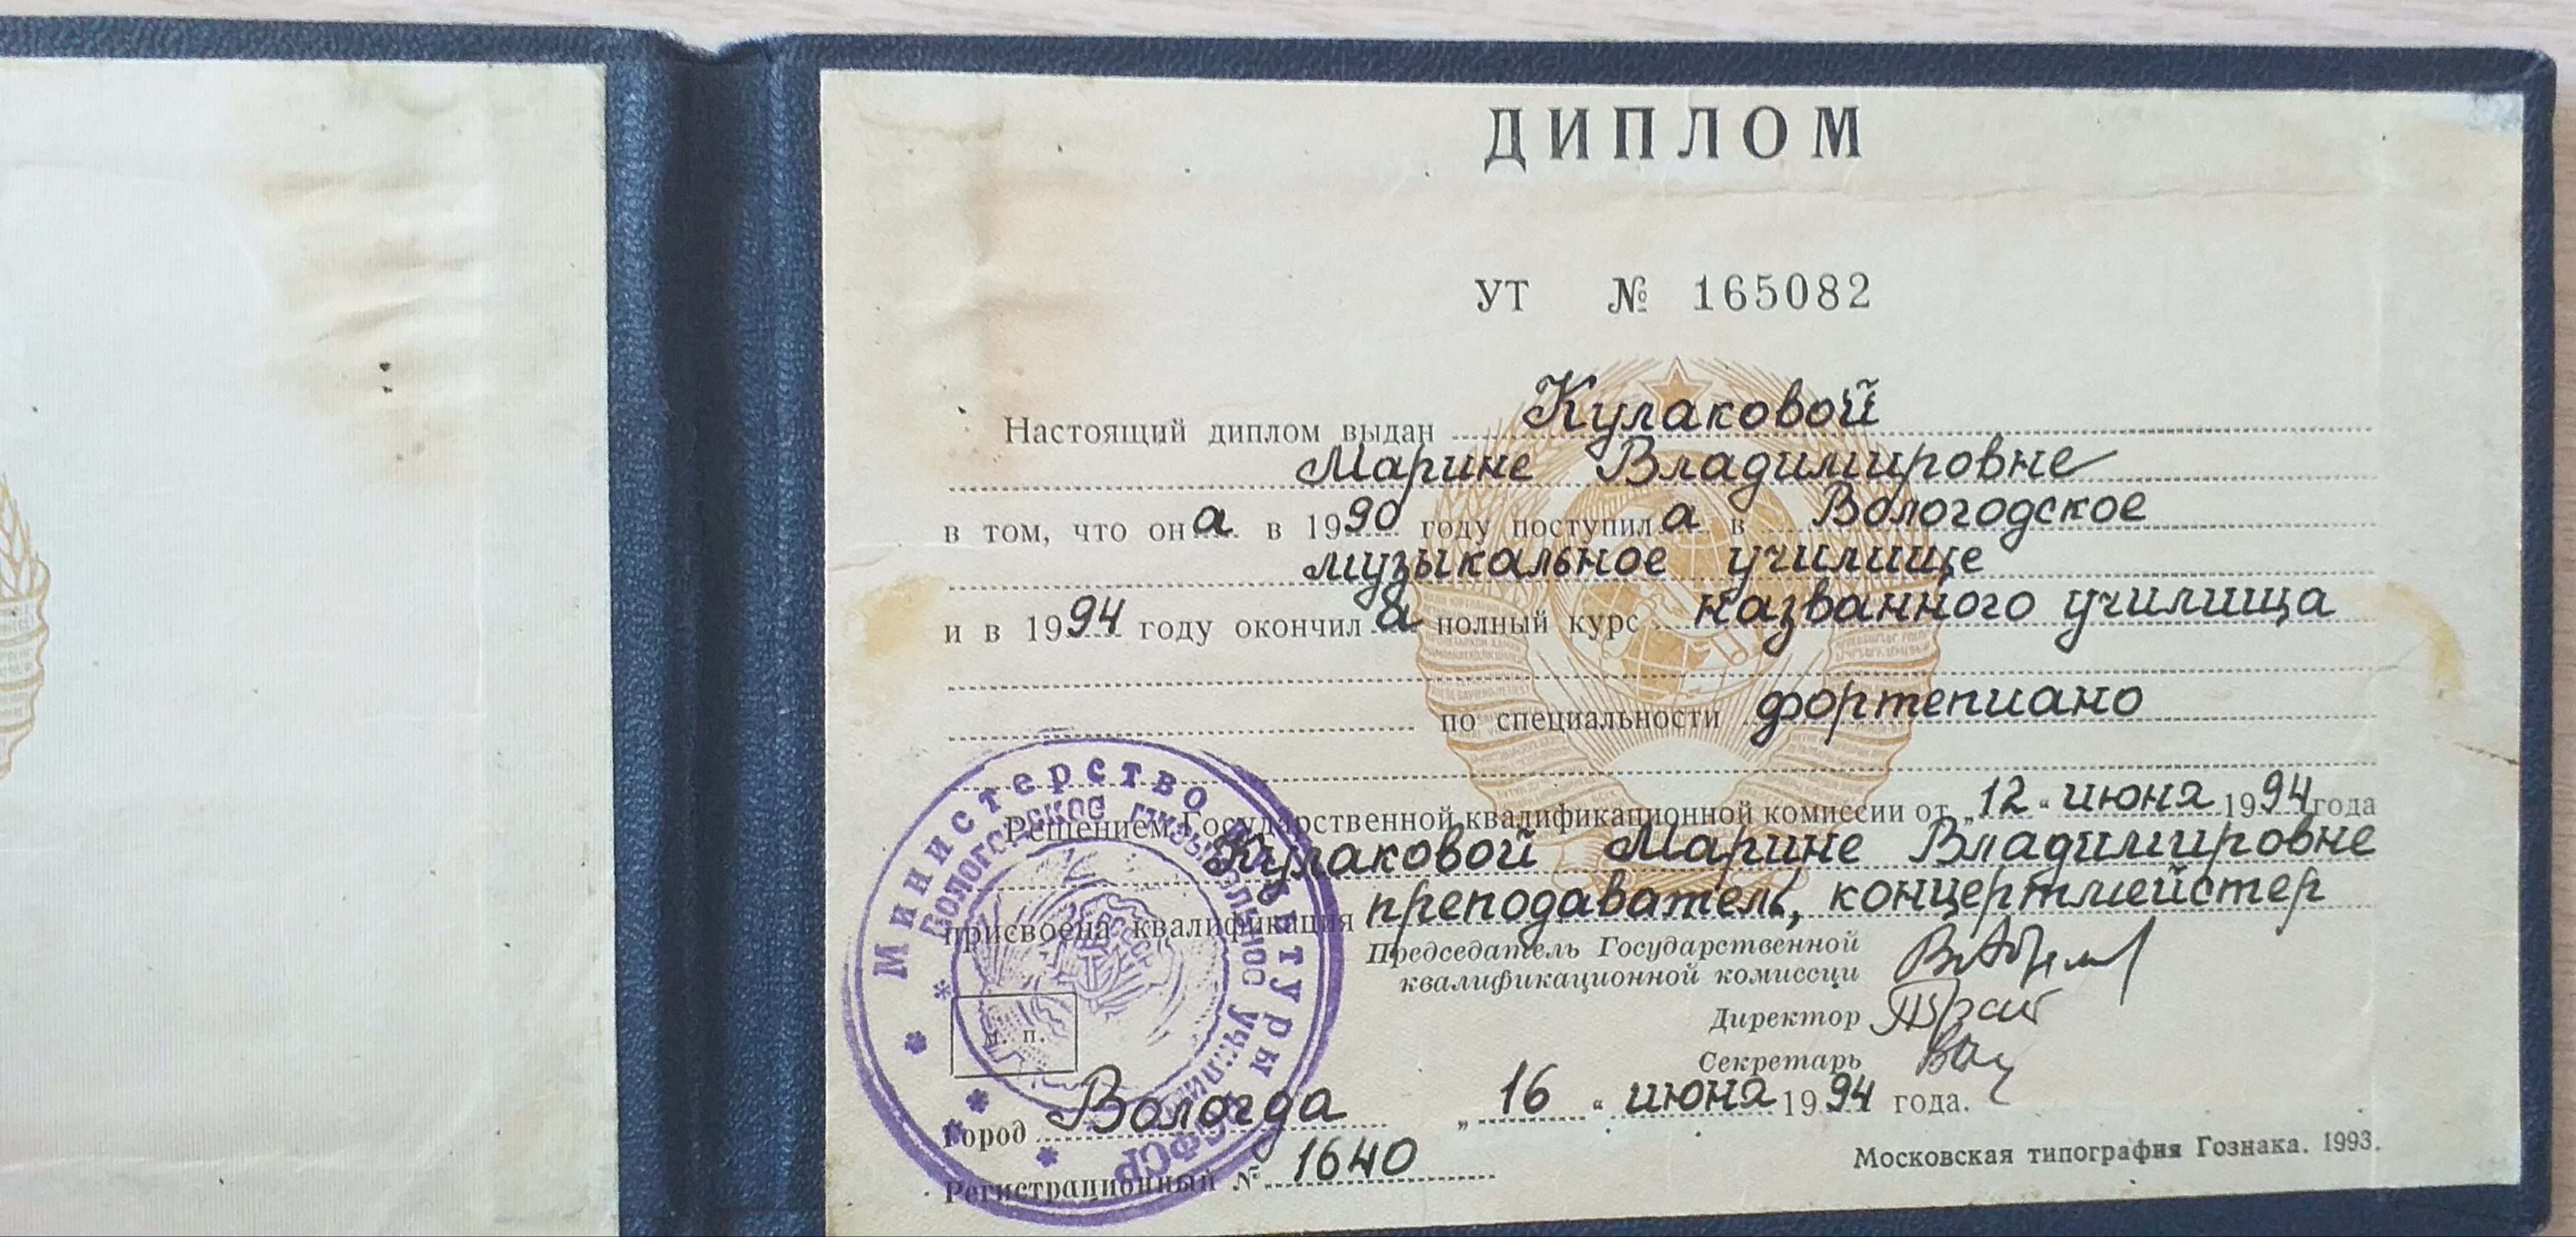 ДИПЛОМ
УТ № 165082
Настоящий диплом выдан Кулаковой
Марине Владимировне
в том, что она в 1990 году поступила в Вологодское
музыкальное училище
и в 1994 году окончила полный курс названного училища
по специальности фортепиано
Решением Государственной квалификационной комиссии от „12“ июня 1994 года
Кулаковой Марине Владимировне
присвоена квалификация преподаватель, концертмейстер
Председатель Государственной
квалификационной комиссии
Директор
Секретарь
м. п.
Город Вологда „16“ июня 1994 года.
Регистрационный № 1640
Московская типография Гознака. 1993.
Министерство культуры РСФСР
Вологодское музыкальное училище